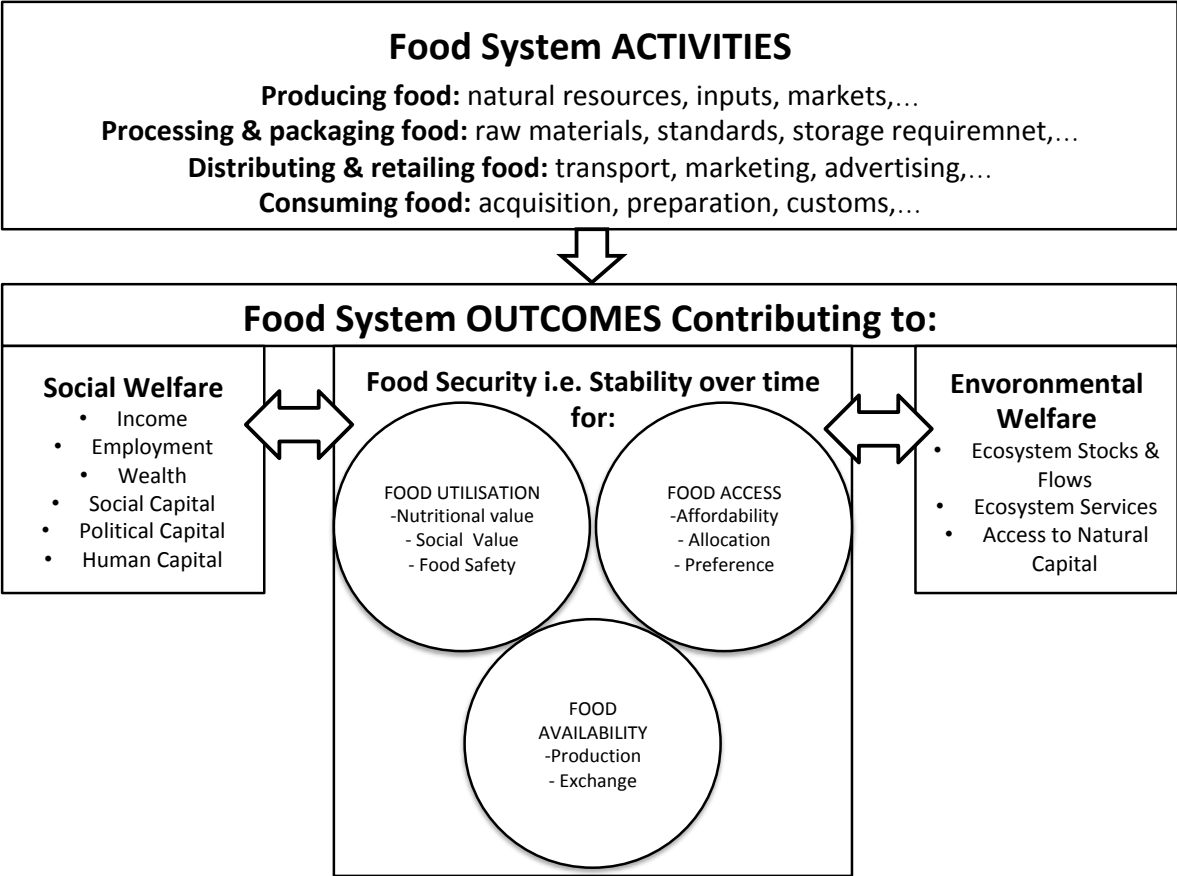 Food System ACTIVITIES
Producing food: natural resources, inputs, markets,…
Processing & packaging food: raw materials, standards, storage requiremnet,…
Distributing & retailing food: transport, marketing, advertising,…
Consuming food: acquisition, preparation, customs,…
Food System OUTCOMES Contributing to:
Social Welfare
• Income
• Employment
• Wealth
• Social Capital
• Political Capital
• Human Capital
Food Security i.e. Stability over time
for:
FOOD UTILISATION
-Nutritional value
- Social Value
- Food Safety
FOOD ACCESS
-Affordability
- Allocation
- Preference
FOOD
AVAILABILITY
-Production
- Exchange
Envoronmental
Welfare
• Ecosystem Stocks &
Flows
• Ecosystem Services
• Access to Natural
Capital